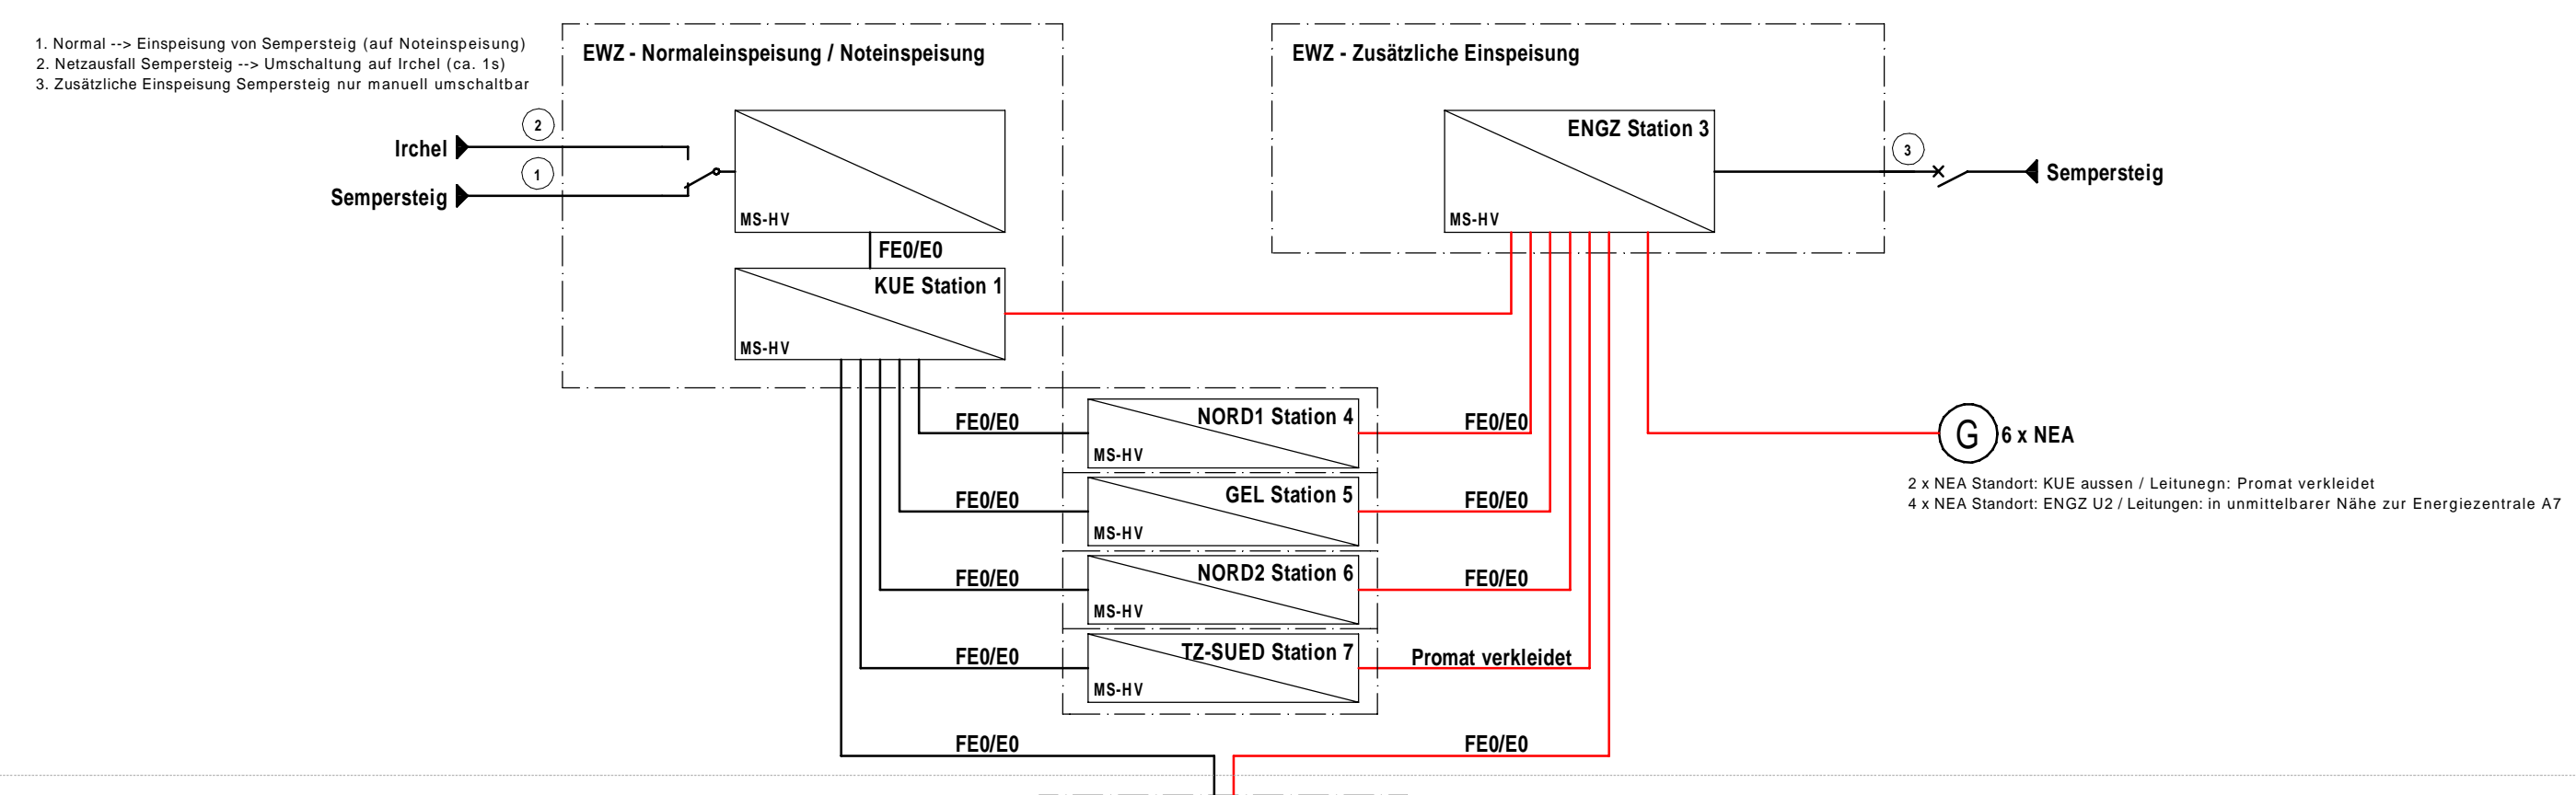 1. Normal --> Einspeisung von Sempersteig (auf Noteinspeisung)
2. Netzausfall Sempersteig --> Umschaltung auf Irchel (ca. 1s)
3. Zusätzliche Einspeisung Sempersteig nur manuell umschaltbar
EWZ - Normaleinspeisung / Noteinspeisung
EWZ - Zusätzliche Einspeisung
2
Irchel
1
Sempersteig
MS-HV
FE0/E0
KUE Station 1
MS-HV
ENGZ Station 3
MS-HV
3
Sempersteig
FE0/E0
NORD1 Station 4
MS-HV
FE0/E0
G
6 x NEA
2 x NEA Standort: KUE aussen / Leitunegn: Promat verkleidet
4 x NEA Standort: ENGZ U2 / Leitungen: in unmittelbarer Nähe zur Energiezentrale A7
FE0/E0
GEL Station 5
MS-HV
FE0/E0
FE0/E0
NORD2 Station 6
MS-HV
FE0/E0
FE0/E0
TZ-SUED Station 7
MS-HV
Promat verkleidet
FE0/E0
FE0/E0